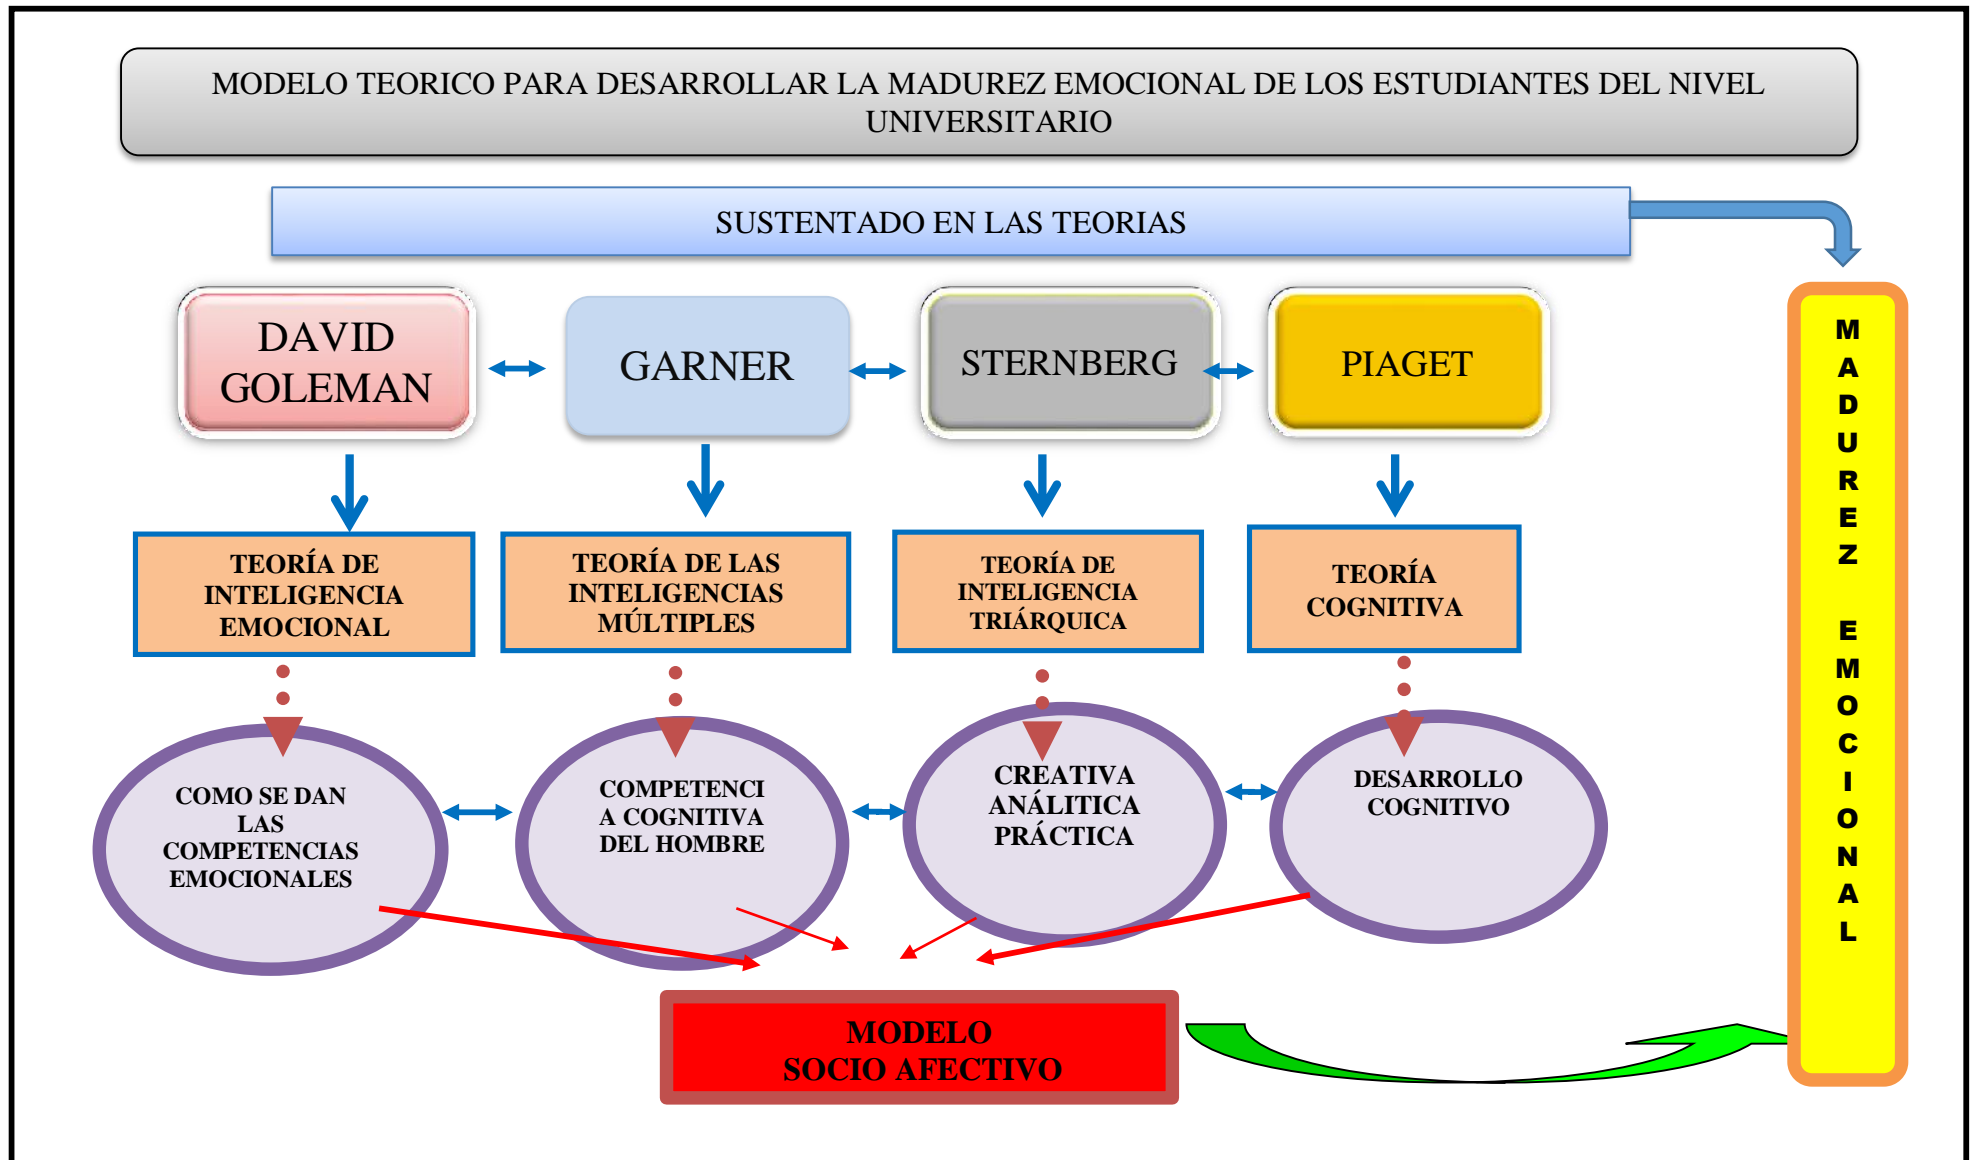 MODELO TEORICO PARA DESARROLLAR LA MADUREZ EMOCIONAL DE LOS ESTUDIANTES DEL NIVEL
UNIVERSITARIO
SUSTENTADO EN LAS TEORIAS
DAVID
GOLEMAN
GARNER
STERNBERG
PIAGET
TEORÍA DE
INTELIGENCIA
EMOCIONAL
TEORÍA DE LAS
INTELIGENCIAS
MÚLTIPLES
TEORÍA DE
INTELIGENCIA
TRIÁRQUICA
TEORÍA
COGNITIVA
COMO SE DAN
LAS
COMPETENCIAS
EMOCIONALES
COMPETENCI
A COGNITIVA
DEL HOMBRE
CREATIVA
ANÁLITICA
PRÁCTICA
DESARROLLO
COGNITIVO
MODELO
SOCIO AFECTIVO
M
A
D
U
R
E
Z
E
M
O
C
I
O
N
A
L